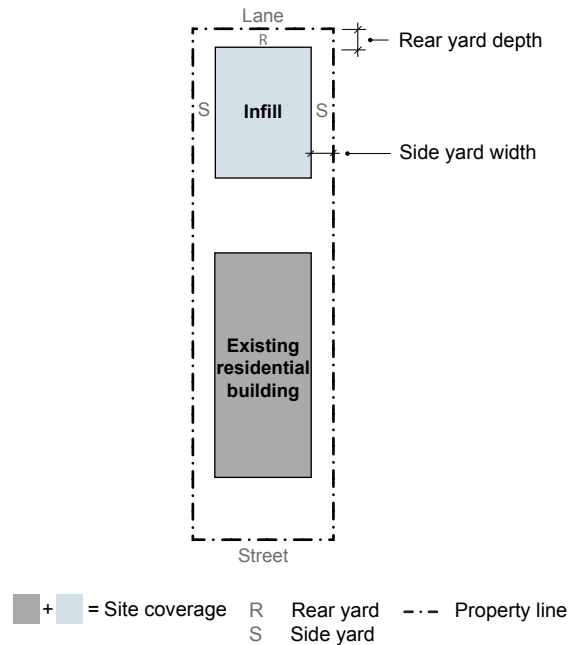 Lane
R
Rear yard depth
S
Infill
S
Side yard width
Existing
residential
building
Street
+ = Site coverage
R Rear yard
Property line
S Side yard